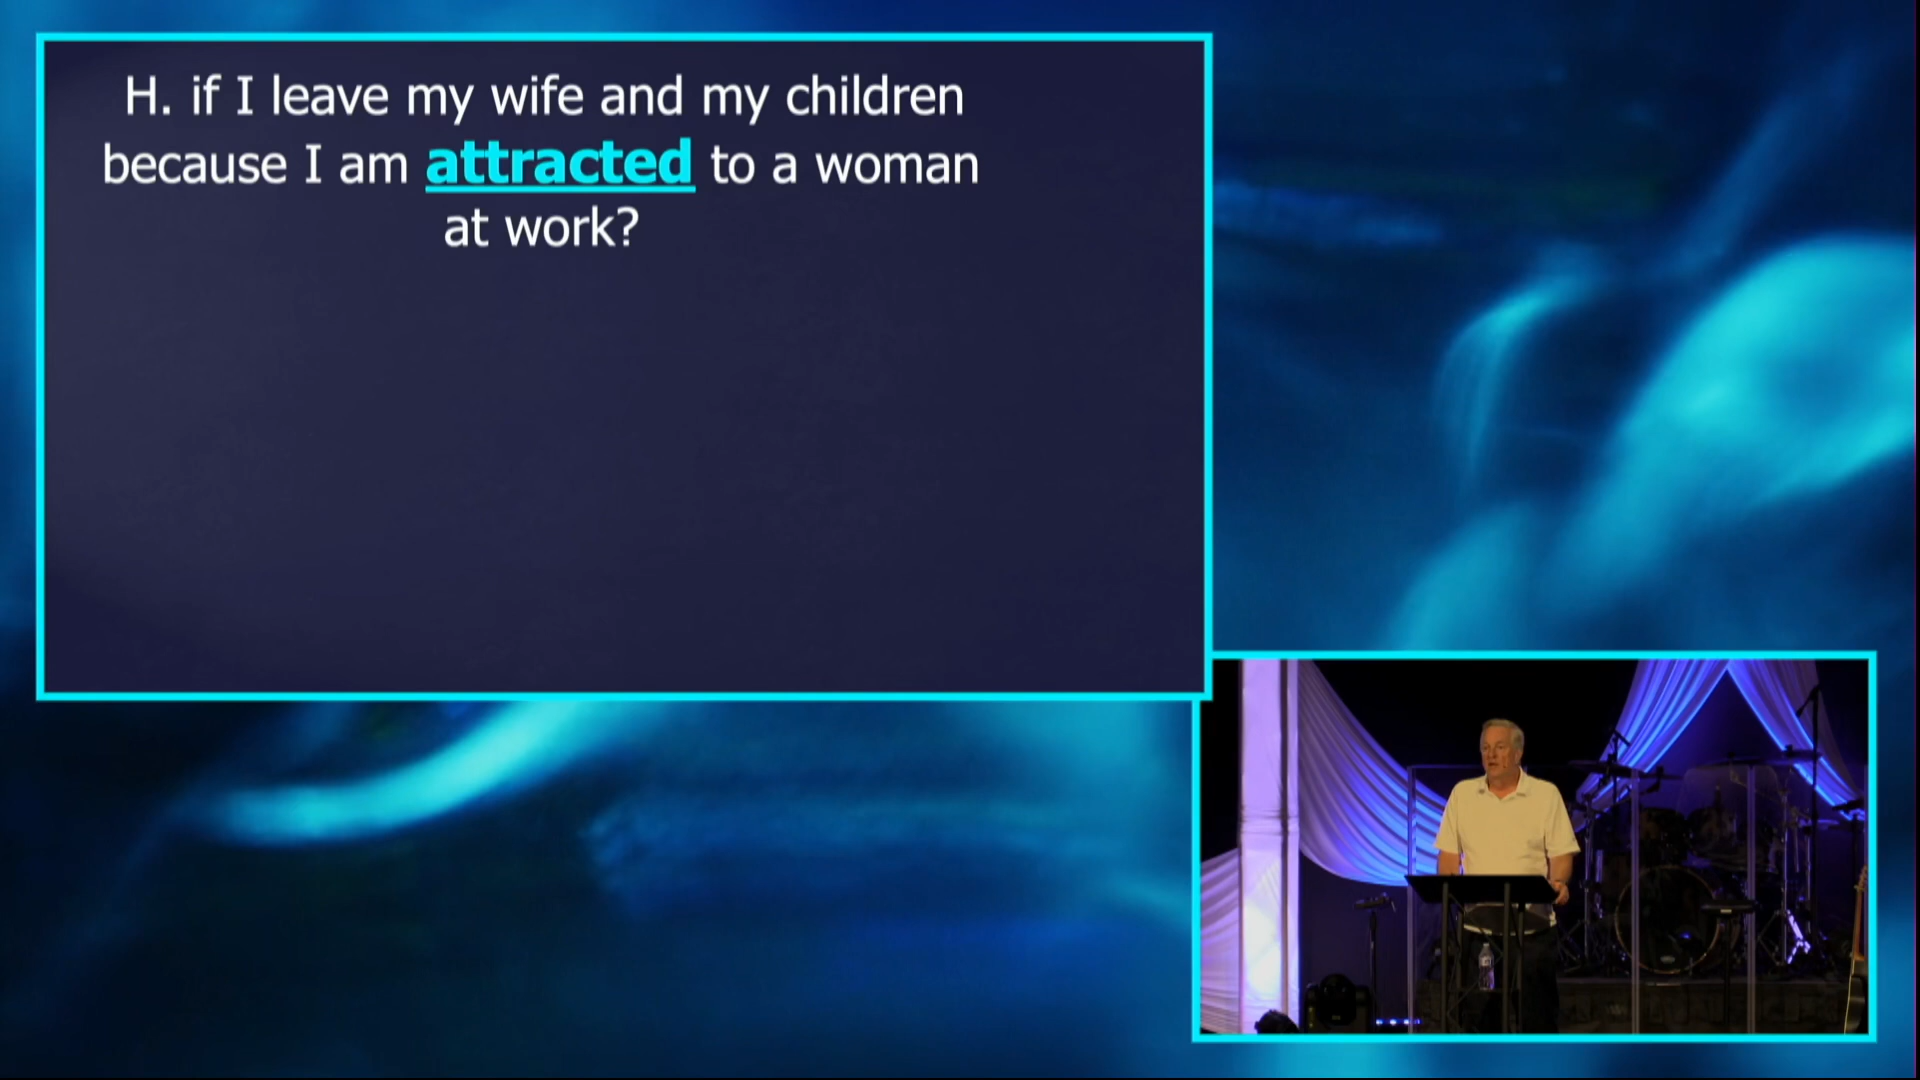 H. if I leave my wife and my children
because I am attracted to a woman
at work?